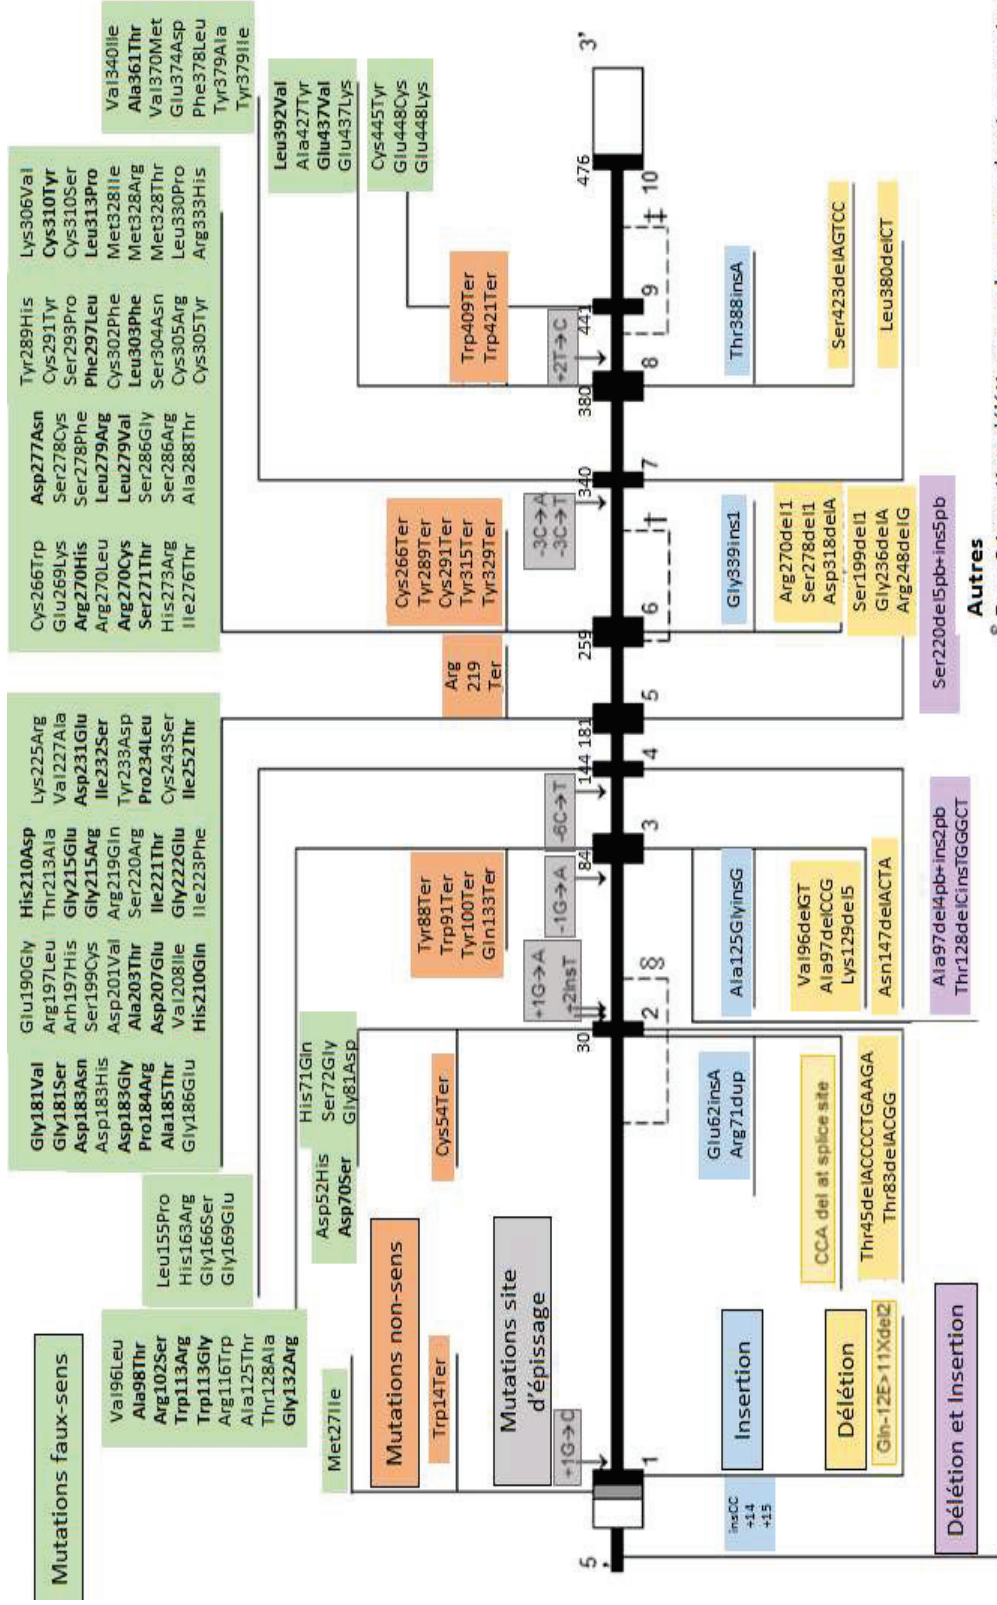 Mutations faux-sens
Val96Leu
Ala98Thr
Arg102Ser
Trp113Arg
Trp113Gly
Arg116Trp
Ala125Thr
Thr128Ala
Gly132Arg
Leu155Pro
His163Arg
Gly166Ser
Gly169Glu
Gly181Val
Gly181Ser
Asp183Asn
Asp183His
Asp183Gly
Pro184Arg
Ala185Thr
Gly186Glu
Glu190Gly
Arg197Leu
Arh197His
Ser199Cys
Asp201Val
Ala203Thr
Asp207Glu
Val208Ile
His210Gln
His210Asp
Thr213Ala
Gly215Glu
Gly215Arg
Arg219Gln
Ser220Arg
Ile221Thr
Gly222Glu
Ile223Phe
Lys225Arg
Val227Ala
Asp231Glu
Ile232Ser
Tyr233Asp
Pro234Leu
Cys243Ser
Ile252Thr
Cys266Trp
Glu269Lys
Arg270His
Arg270Leu
Arg270Cys
Ser271Thr
His273Arg
Ile276Thr
Asp277Asn
Ser278Cys
Ser278Phe
Leu279Arg
Leu279Val
Ser286Gly
Ser286Arg
Ala288Thr
Tyr289His
Cys291Tyr
Ser293Pro
Phe297Leu
Cys302Phe
Leu303Phe
Ser304Asn
Cys305Arg
Cys305Tyr
Lys306Val
Cys310Tyr
Cys310Ser
Leu313Pro
Met328Ile
Met328Arg
Met328Thr
Leu330Pro
Arg333His
Val340Ile
Ala361Thr
Val370Met
Glu374Asp
Phe378Leu
Tyr379Ala
Tyr379Ile
Met27Ile
Asp52His
Asp70Ser
His71Gln
Ser72Gly
Gly81Asp
Leu392Val
Ala427Tyr
Glu437Val
Glu437Lys
Cys445Tyr
Glu448Cys
Glu448Lys
Mutations non-sens
Trp14Ter
Cys54Ter
Tyr88Ter
Trp91Ter
Tyr100Ter
Gln133Ter
Arg
219
Ter
Cys266Ter
Tyr289Ter
Cys291Ter
Tyr315Ter
Tyr329Ter
Trp409Ter
Trp421Ter
Mutations site
d'épissage
+1G→C
+1G→A
+2insT
-1G→A
-6C→T
-3C→A
-3C→T
+2T→C
5'
30
84
144
181
259
340
380
441
476
3'
1
2
§
3
4
5
6
†
7
8
9
‡
10
insCC
+14
+15
Insertion
Glu62insA
Arg71dup
Ala125GlyinsG
Gly339ins1
Thr388insA
Délétion
CCA del at splice site
Gln-12E>11Xdel2
Thr45delACCCTGAAGA
Thr83delACGG
Val96delGT
Ala97delCCG
Lys129del5
Asn147delACTA
Arg270del1
Ser278del1
Asp318delA
Ser199del1
Gly236delA
Arg248delG
Ser423delAGTCC
Leu380delCT
Délétion et Insertion
Ala97del4pb+ins2pb
Thr128delCinsTGGGCT
Ser220del5pb+ins5pb
Autres